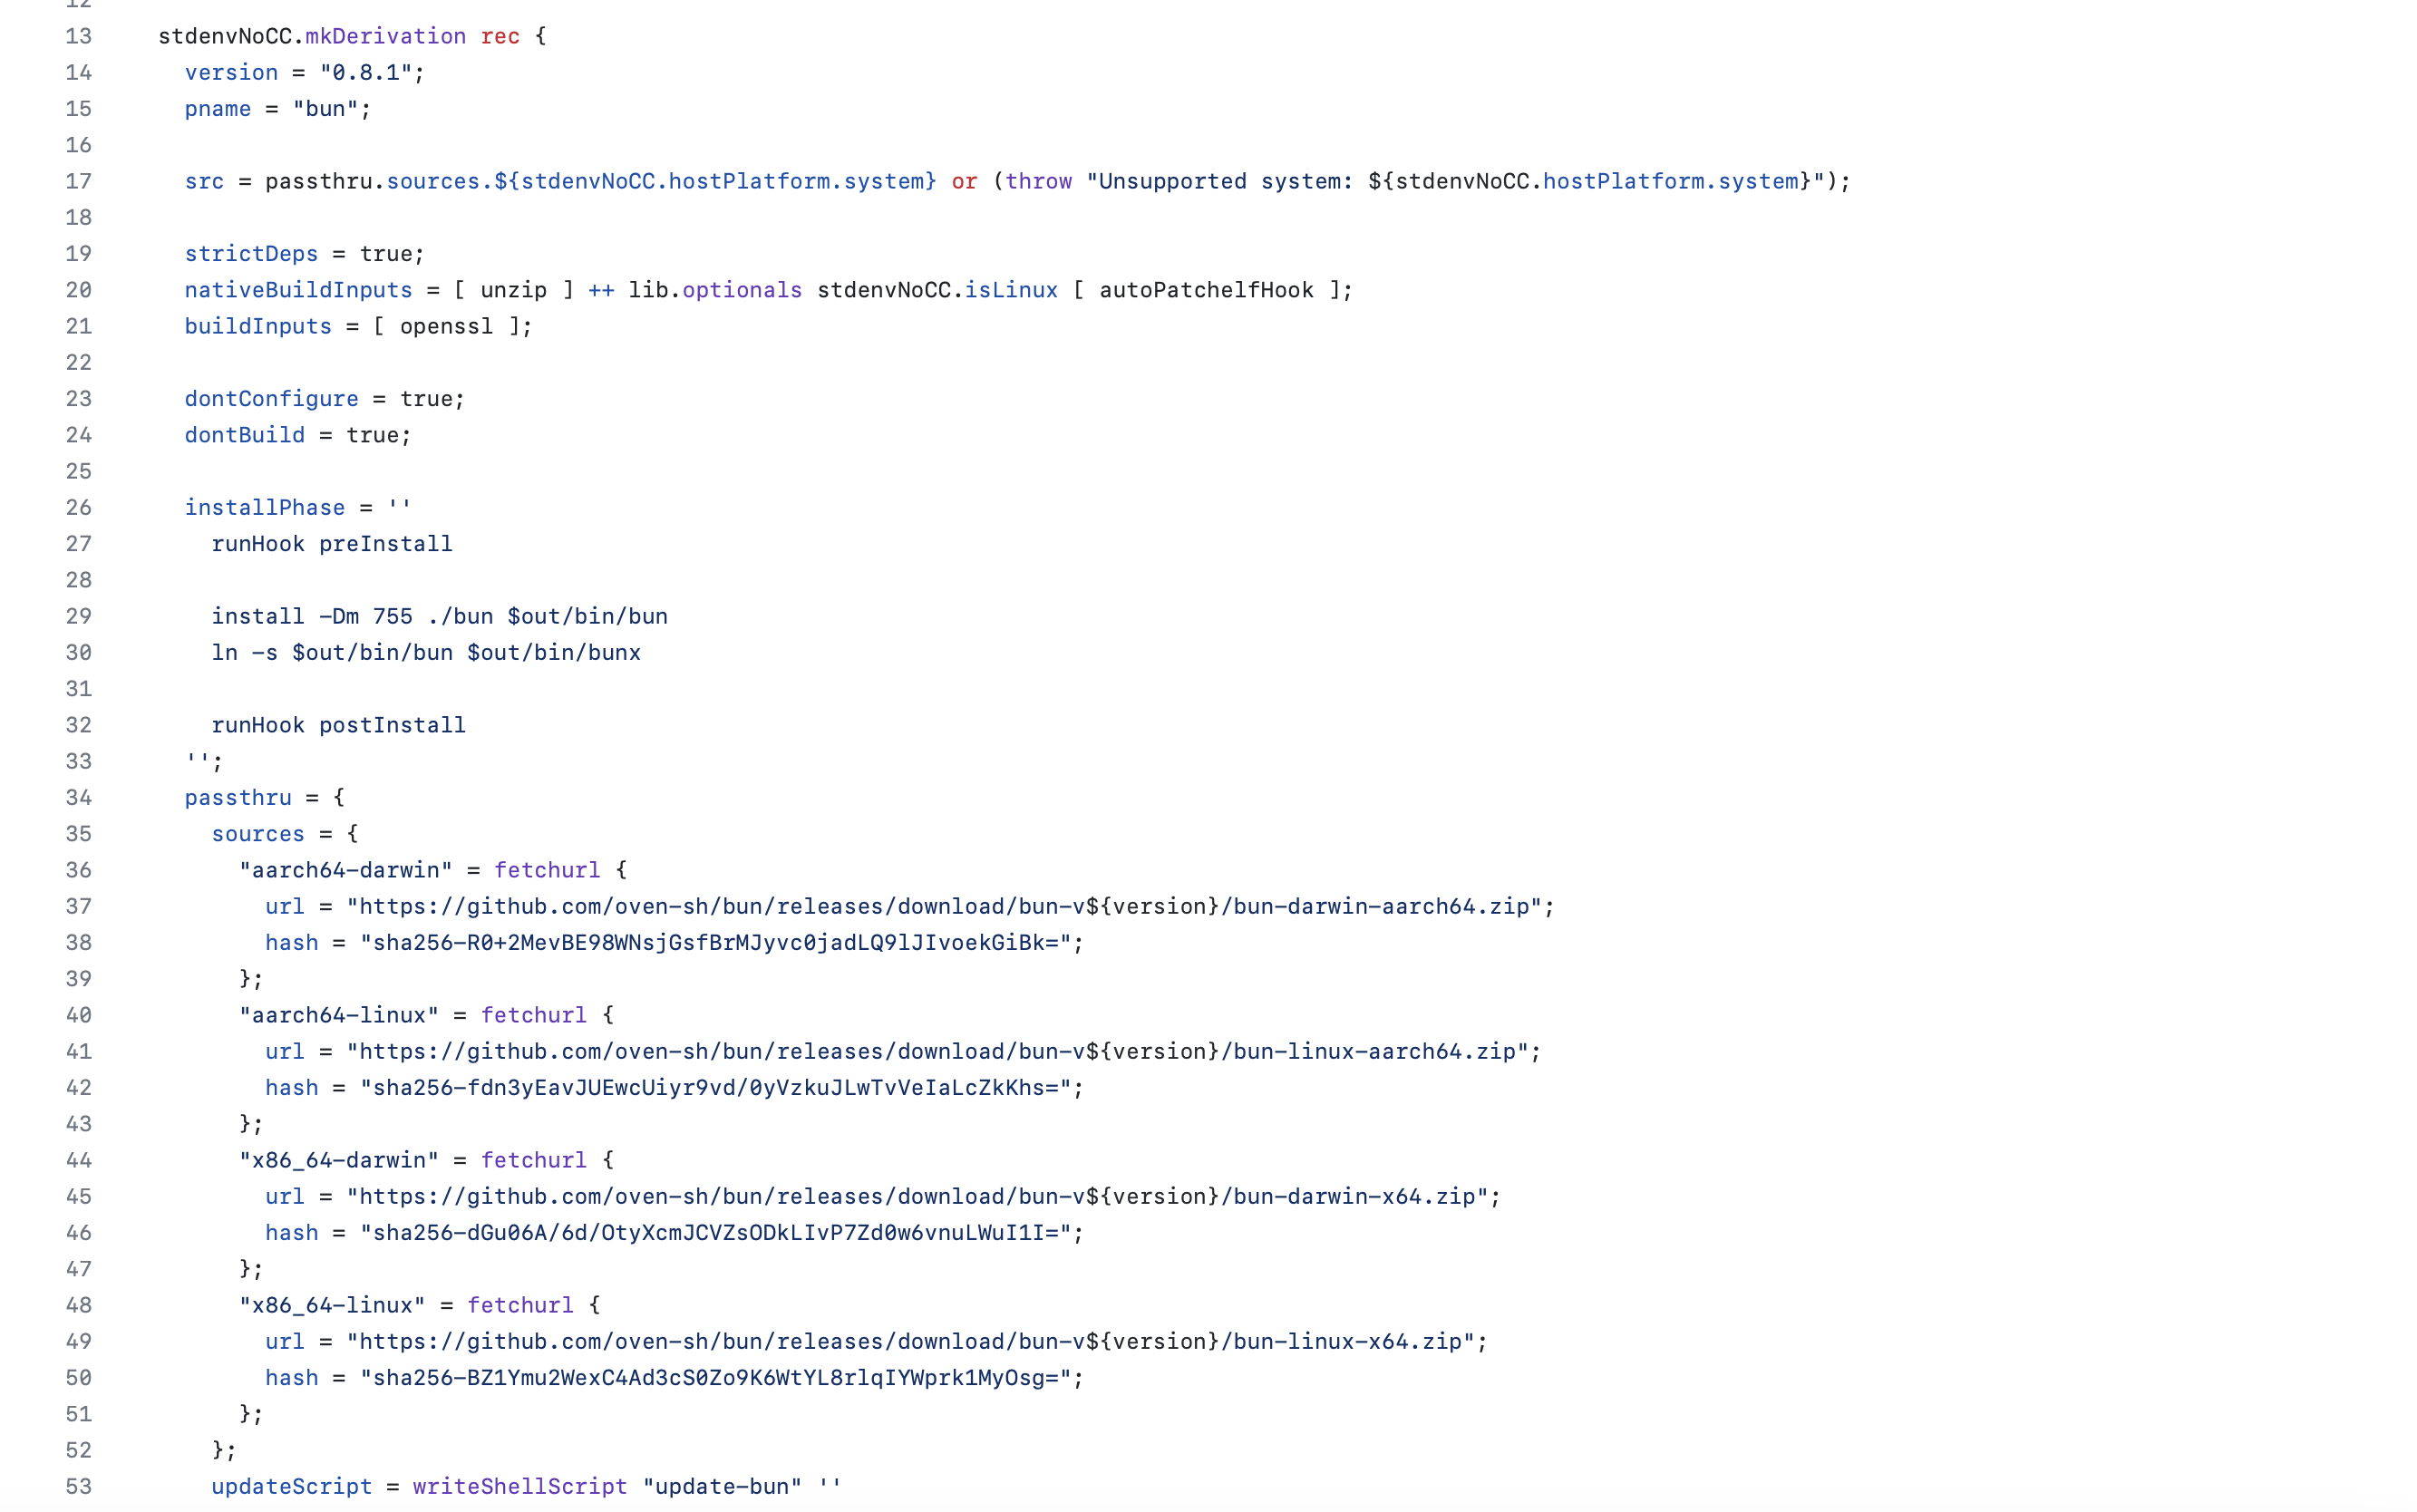 12
13 stdenvNoCC.mkDerivation rec {
14 version = "0.8.1";
15 pname = "bun";
16
17 src = passthru.sources.${stdenvNoCC.hostPlatform.system} or (throw "Unsupported system: ${stdenvNoCC.hostPlatform.system}");
18
19 strictDeps = true;
20 nativeBuildInputs = [ unzip ] ++ lib.optionals stdenvNoCC.isLinux [ autoPatchelfHook ];
21 buildInputs = [ openssl ];
22
23 dontConfigure = true;
24 dontBuild = true;
25
26 installPhase = ''
27 runHook preInstall
28
29 install -Dm 755 ./bun $out/bin/bun
30 ln -s $out/bin/bun $out/bin/bunx
31
32 runHook postInstall
33 '';
34 passthru = {
35 sources = {
36 "aarch64-darwin" = fetchurl {
37 url = "https://github.com/oven-sh/bun/releases/download/bun-v${version}/bun-darwin-aarch64.zip";
38 hash = "sha256-R0+2MevBE98WNsjGsfBrMJyvc0jadLQ9lJIvoekGiBk=";
39 };
40 "aarch64-linux" = fetchurl {
41 url = "https://github.com/oven-sh/bun/releases/download/bun-v${version}/bun-linux-aarch64.zip";
42 hash = "sha256-fdn3yEavJUEwcUiyr9vd/0yVzkuJLwTvVeIaLcZkKhs=";
43 };
44 "x86_64-darwin" = fetchurl {
45 url = "https://github.com/oven-sh/bun/releases/download/bun-v${version}/bun-darwin-x64.zip";
46 hash = "sha256-dGu06A/6d/OtyXcmJCVZsODkLIvP7Zd0w6vnuLWuI1I=";
47 };
48 "x86_64-linux" = fetchurl {
49 url = "https://github.com/oven-sh/bun/releases/download/bun-v${version}/bun-linux-x64.zip";
50 hash = "sha256-BZ1Ymu2WexC4Ad3cS0Zo9K6WtYL8rlqIYWprk1MyOsg=";
51 };
52 };
53 updateScript = writeShellScript "update-bun" ''